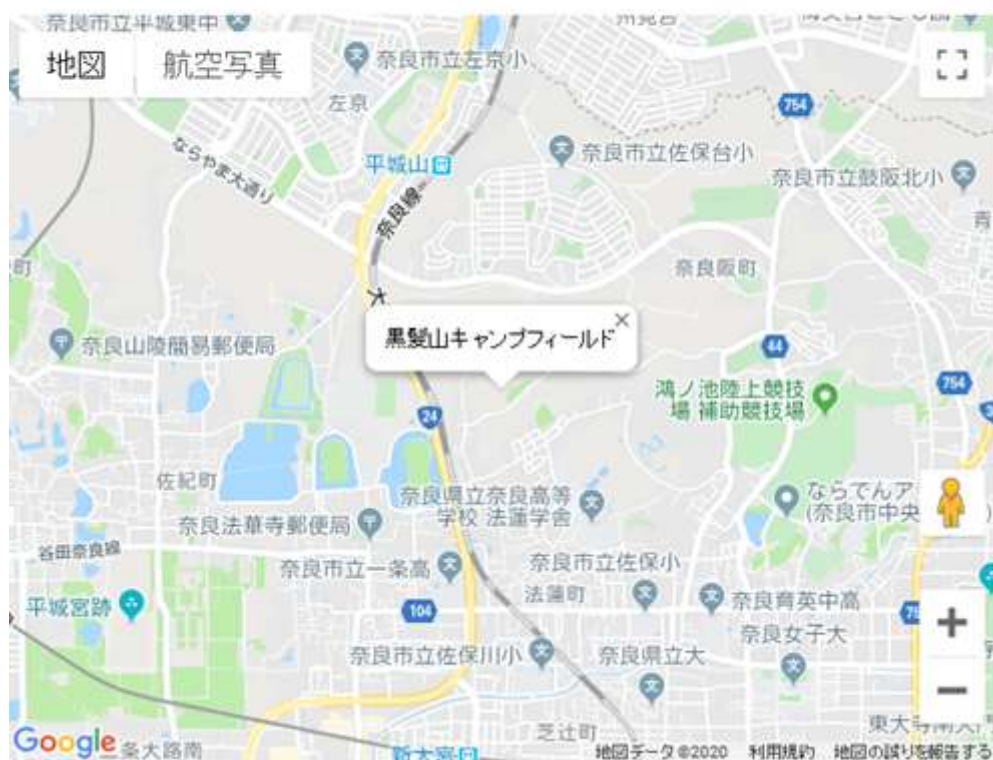 奈良市立平城東中
地図
航空写真
奈良市立左京小
左京
754
平城山
奈良市立佐保台小
ならやま大通り
奈良線
奈良市立鼓阪北小
青
町
奈良阪町
大
黒髪山キャンプフィールド
奈良山陵簡易郵便局
44
鴻ノ池陸上競技
場 補助競技場
754
24
佐紀町
奈良県立奈良高等
学校 法蓮学舎
ならでんア
(奈良市中央
奈良法華寺郵便局
谷田奈良線
奈良市立一条高
奈良市立佐保小
法蓮町
平城宮跡
104
奈良育英中高
奈良女子大
奈良市立佐保川小
奈良県立大
芝辻町
Google
条大路南
新大宮
地図データ ©2020
利用規約
地図の誤りを報告する